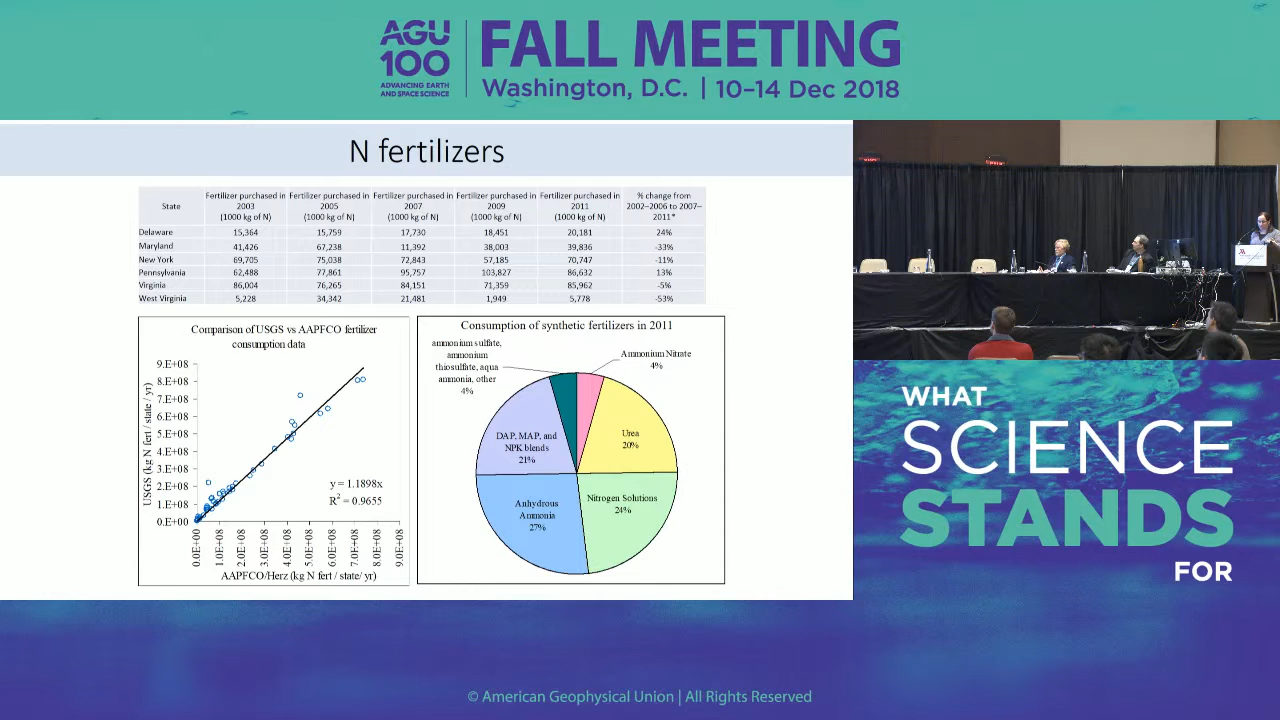 AGU
100
ADVANCING EARTH
AND SPACE SCIENCE
FALL MEETING
Washington, D.C. | 10–14 Dec 2018
N fertilizers
State Fertilizer purchased in 2003 (1000 kg of N) Fertilizer purchased in 2005 (1000 kg of N) Fertilizer purchased in 2007 (1000 kg of N) Fertilizer purchased in 2009 (1000 kg of N) Fertilizer purchased in 2011 (1000 kg of N) % change from 2002–2006 to 2007–2011*
Delaware 15,364 15,759 17,730 18,451 20,181 24%
Maryland 41,426 67,238 11,392 38,003 39,836 -33%
New York 69,705 75,038 72,843 57,185 70,747 -11%
Pennsylvania 62,488 77,861 95,757 103,827 86,632 13%
Virginia 86,004 76,265 84,151 71,359 85,962 -5%
West Virginia 5,228 34,342 21,481 1,949 5,778 -53%
Comparison of USGS vs AAPFCO fertilizer
consumption data
USGS (kg N fert / state / yr)
9.E+08
8.E+08
7.E+08
6.E+08
5.E+08
4.E+08
3.E+08
2.E+08
1.E+08
0.E+00
y = 1.1898x
R² = 0.9655
0.0E+00 1.0E+08 2.0E+08 3.0E+08 4.0E+08 5.0E+08 6.0E+08 7.0E+08 8.0E+08 9.0E+08
AAPFCO/Herz (kg N fert / state/ yr)
Consumption of synthetic fertilizers in 2011
ammonium sulfate,
ammonium
thiosulfate, aqua
ammonia, other
4%
Ammonium Nitrate
4%
Urea
20%
Nitrogen Solutions
24%
Anhydrous
Ammonia
27%
DAP, MAP, and
NPK blends
21%
WHAT
SCIENCE
STANDS
FOR
© American Geophysical Union | All Rights Reserved